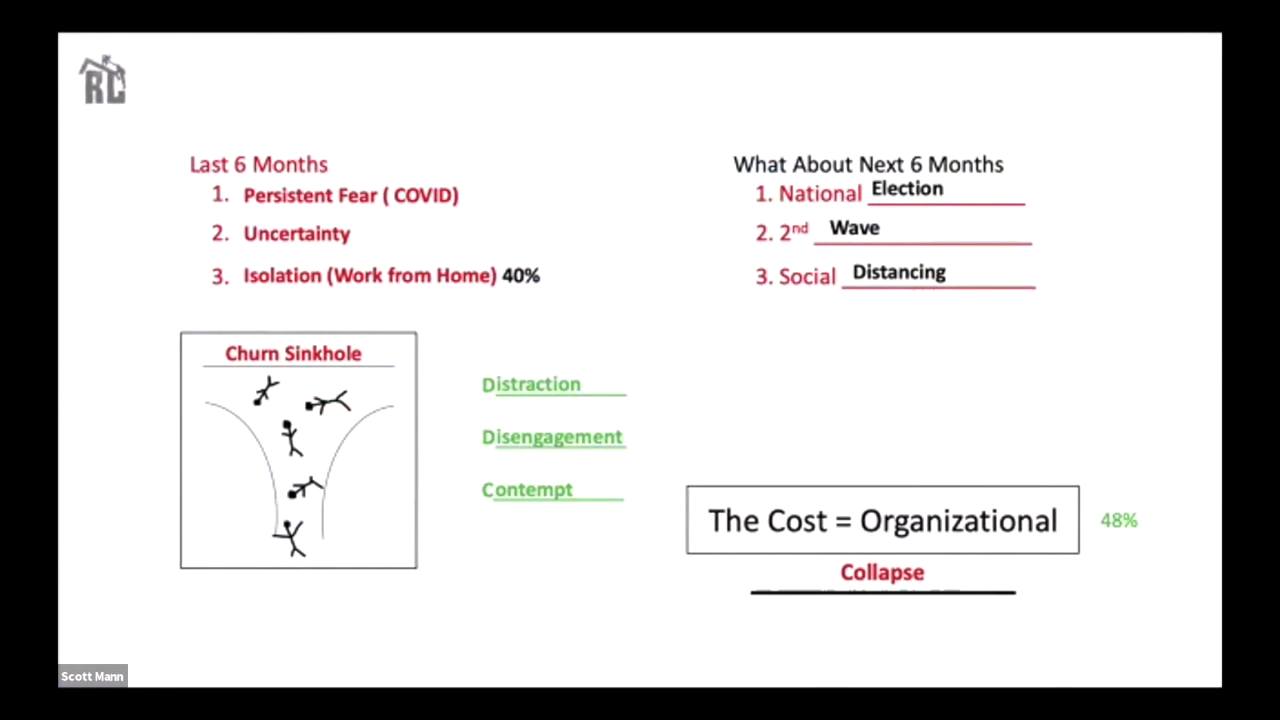 RC
Last 6 Months
1. Persistent Fear ( COVID)
2. Uncertainty
3. Isolation (Work from Home) 40%
What About Next 6 Months
1. National Election
2. 2nd Wave
3. Social Distancing
Churn Sinkhole
Distraction
Disengagement
Contempt
The Cost = Organizational
48%
Collapse
Scott Mann